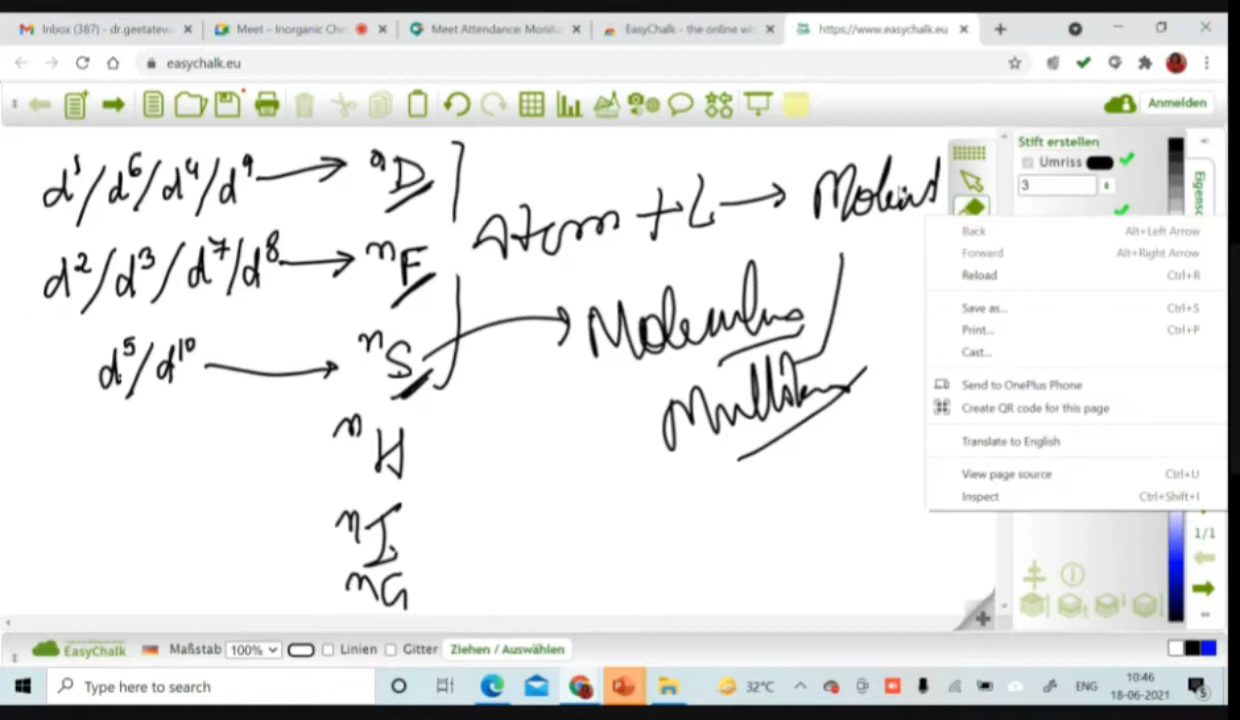 Inbox (387) - dr.geetatew
Meet – Inorganic Che
Meet Attendance: Monito
EasyChalk - the online wh
https://www.easychalk.eu
easychalk.eu
Anmelden
Stift erstellen
Umriss
3
Eigensc
d¹/d⁶/d⁴/d⁹ → ⁿD
Atom + L →
d²/d³/d⁷/d⁸ → ⁿF
d⁵/d¹⁰ → ⁿS →
ⁿH
ⁿI
ⁿG
Back Alt+Left Arrow
Forward Alt+Right Arrow
Reload Ctrl+R
Save as... Ctrl+S
Print... Ctrl+P
Cast...
Send to OnePlus Phone
Create QR code for this page
Translate to English
View page source Ctrl+U
Inspect Ctrl+Shift+I
1/1
EasyChalk Maßstab 100% Linien Gitter Ziehen / Auswählen
Type here to search
32°C ENG 10:46
18-06-2021
5